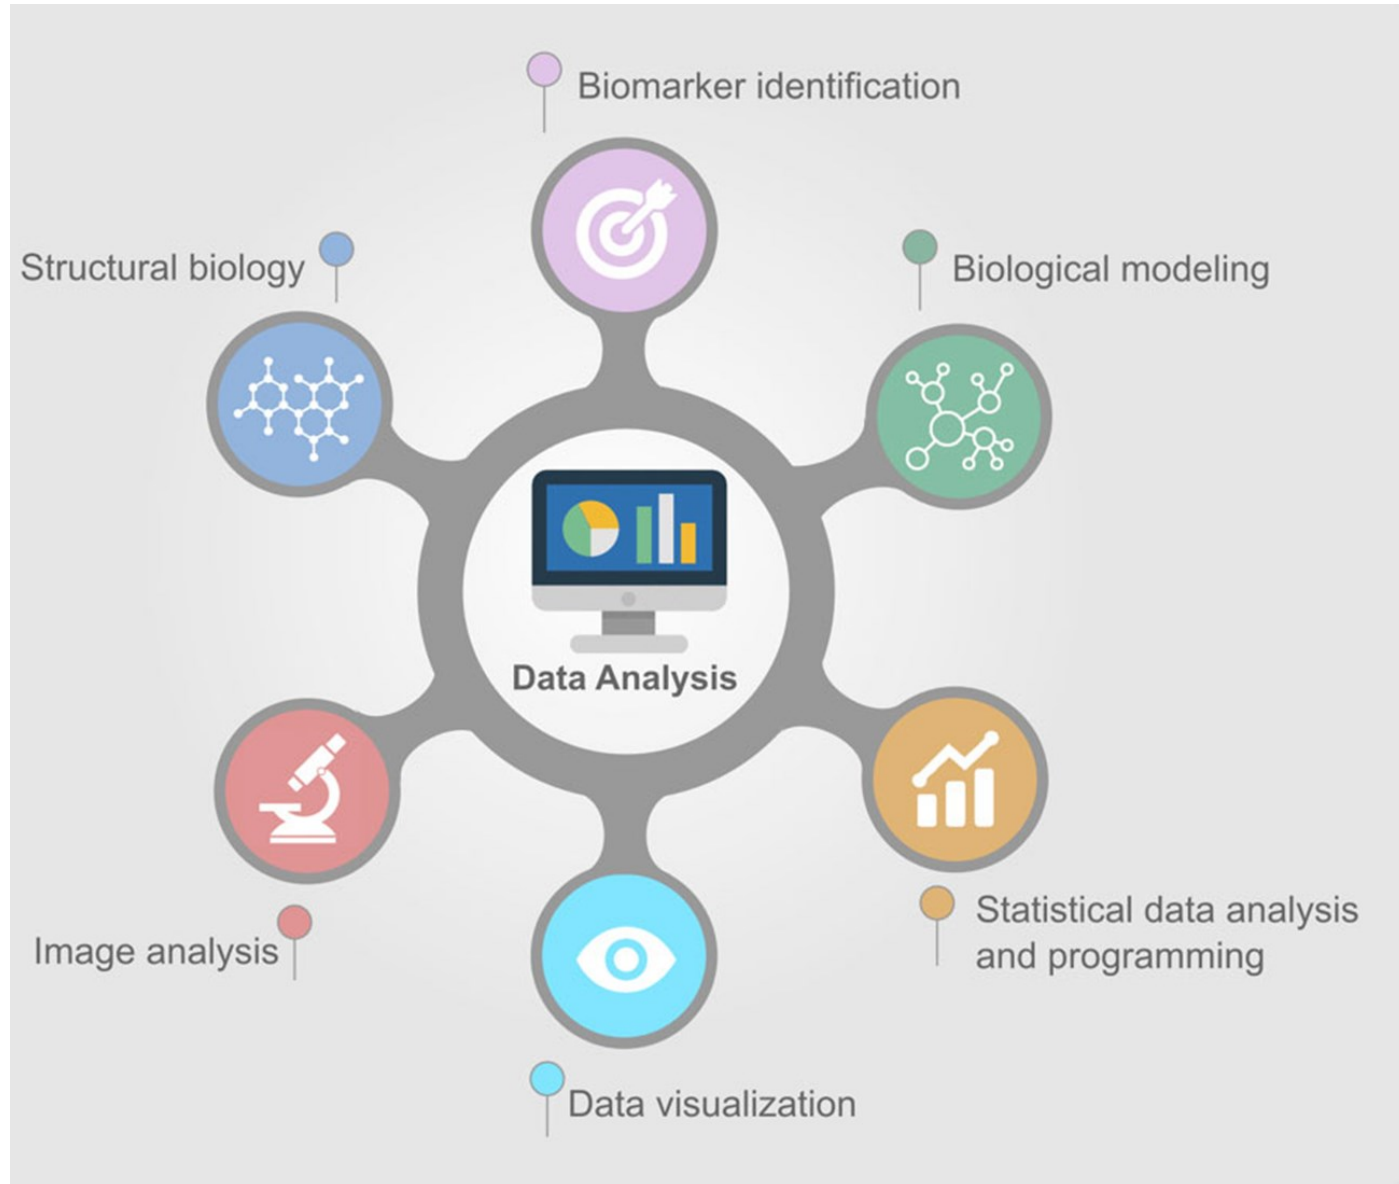 Biomarker identification
Structural biology
Biological modeling
Data Analysis
Statistical data analysis
and programming
Image analysis
Data visualization